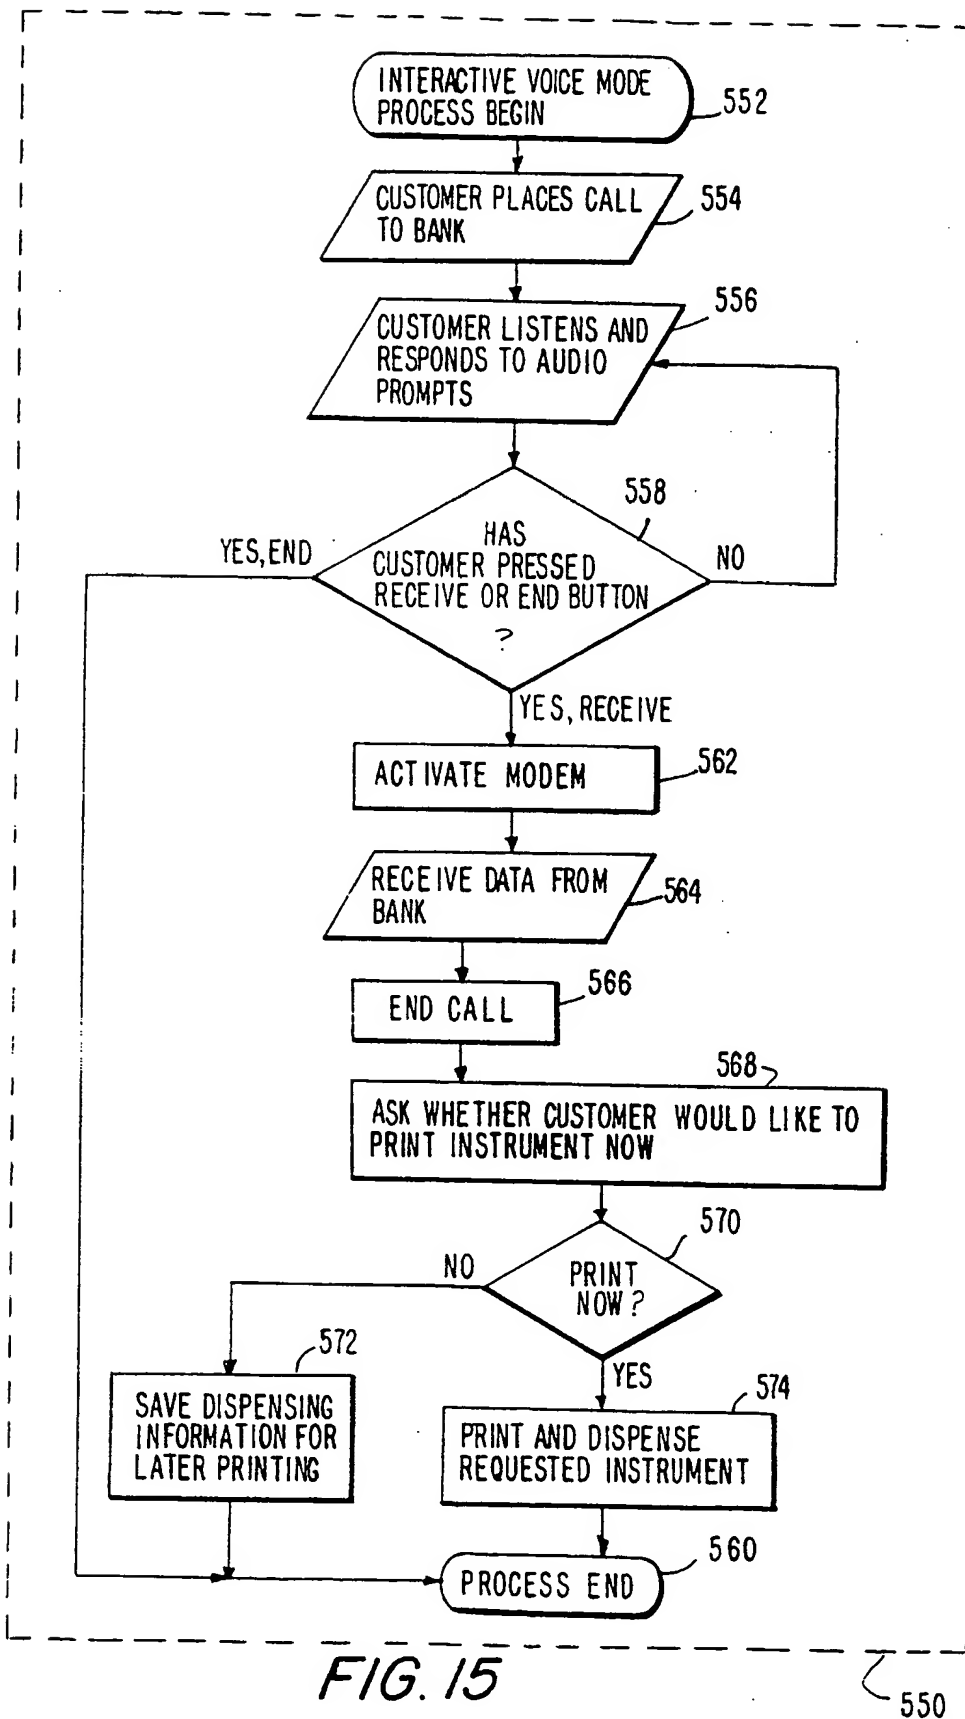 INTERACTIVE VOICE MODE
PROCESS BEGIN
552
CUSTOMER PLACES CALL
TO BANK
554
556
CUSTOMER LISTENS AND
RESPONDS TO AUDIO
PROMPTS
558
YES, END
HAS
CUSTOMER PRESSED
RECEIVE OR END BUTTON
?
NO
YES, RECEIVE
ACTIVATE MODEM
562
RECEIVE DATA FROM
BANK
564
END CALL
566
568
ASK WHETHER CUSTOMER WOULD LIKE TO
PRINT INSTRUMENT NOW
570
NO
PRINT
NOW?
572
YES
574
SAVE DISPENSING
INFORMATION FOR
LATER PRINTING
PRINT AND DISPENSE
REQUESTED INSTRUMENT
560
PROCESS END
FIG. 15
550